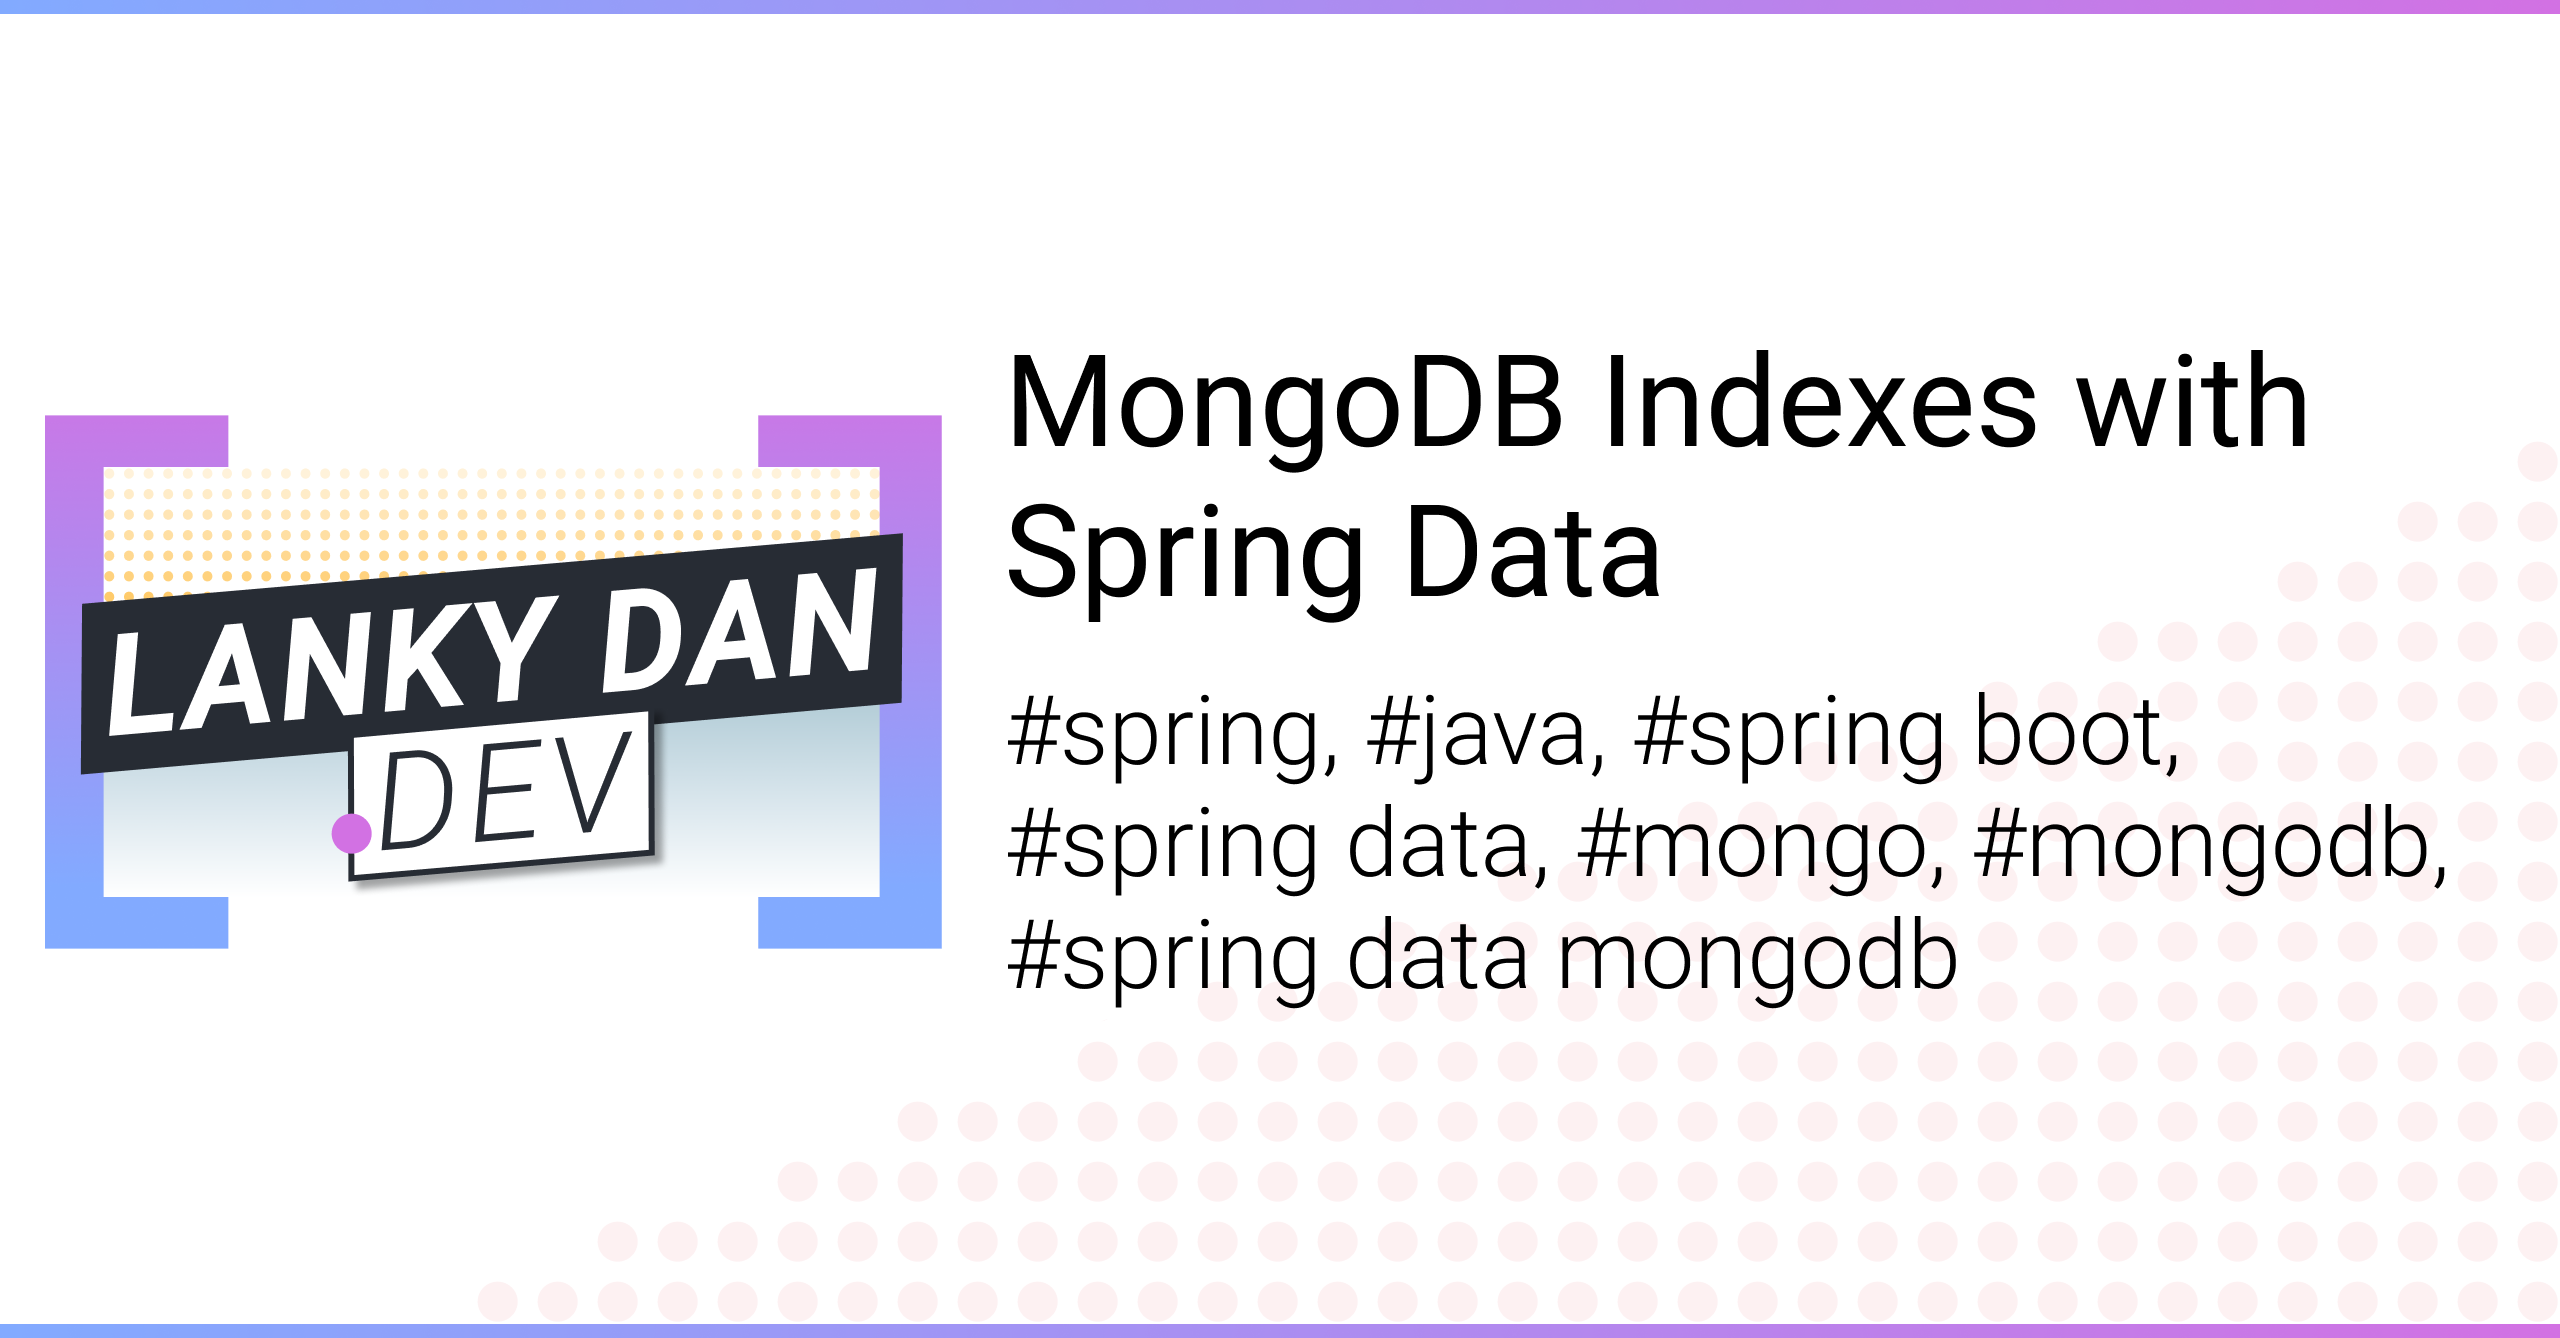 LANKY DAN
DEV
MongoDB Indexes with
Spring Data
#spring, #java, #spring boot,
#spring data, #mongo, #mongodb,
#spring data mongodb